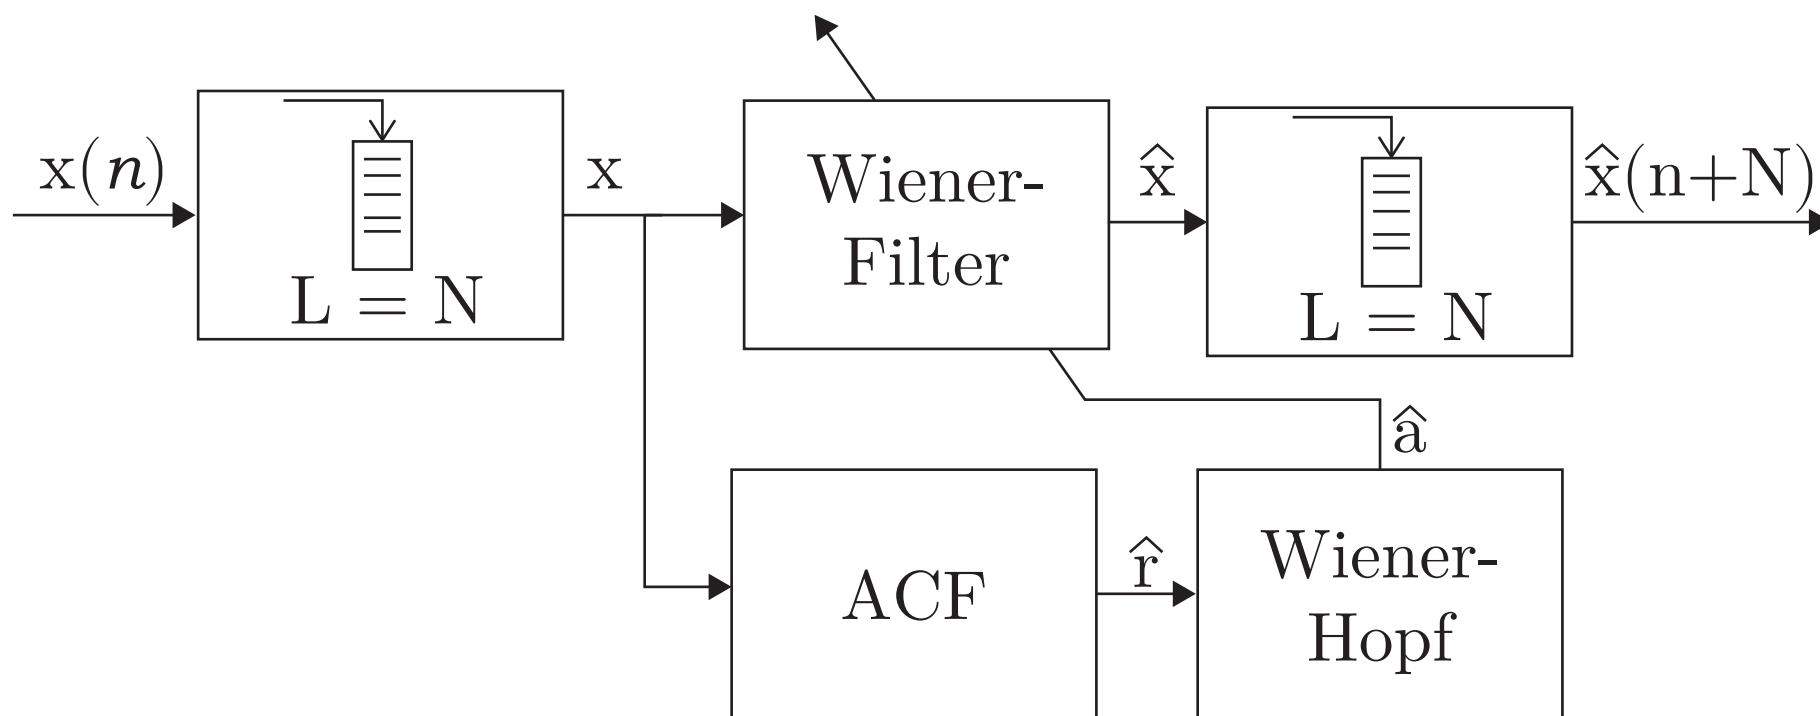 x(n)
L = N
x
Wiener-
Filter
x̂
L = N
x̂(n+N)
â
ACF
r̂
Wiener-
Hopf